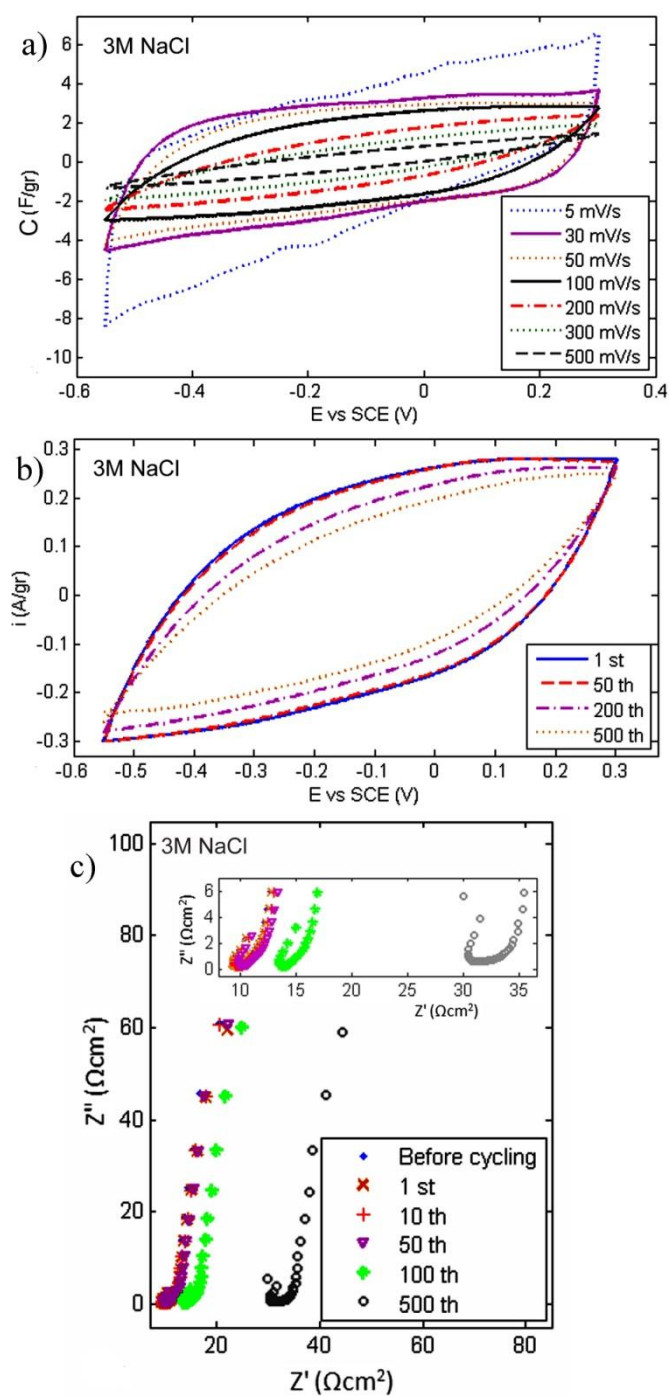 a)
3M NaCl
C (F/gr)
6
4
2
0
-2
-4
-6
-8
-10
5 mV/s
30 mV/s
50 mV/s
100 mV/s
200 mV/s
300 mV/s
500 mV/s
-0.6 -0.4 -0.2 0 0.2 0.4
E vs SCE (V)
b)
3M NaCl
i (A/gr)
0.3
0.2
0.1
0
-0.1
-0.2
-0.3
1 st
50 th
200 th
500 th
-0.6 -0.5 -0.4 -0.3 -0.2 -0.1 0 0.1 0.2 0.3
E vs SCE (V)
c)
3M NaCl
Z'' (Ωcm²)
100
80
60
40
20
0
Z'' (Ωcm²)
6
4
2
0
10 15 20 25 30 35
Z' (Ωcm²)
Before cycling
1 st
10 th
50 th
100 th
500 th
20 40 60 80
Z' (Ωcm²)